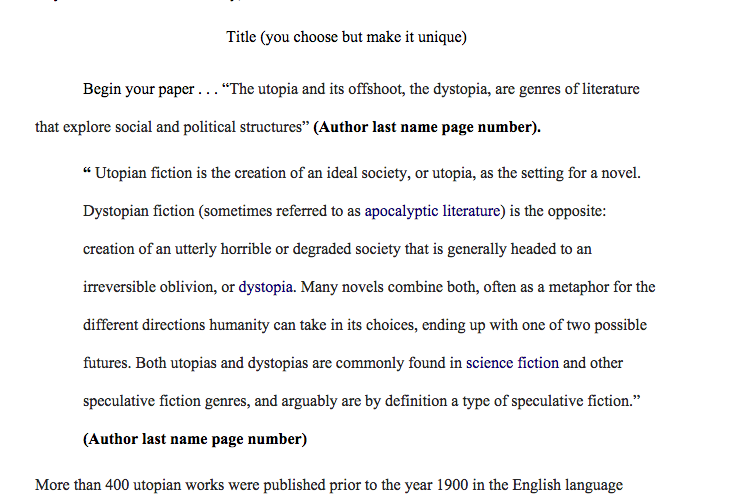 Title (you choose but make it unique)
Begin your paper . . . “The utopia and its offshoot, the dystopia, are genres of literature
that explore social and political structures” (Author last name page number).
“ Utopian fiction is the creation of an ideal society, or utopia, as the setting for a novel.
Dystopian fiction (sometimes referred to as apocalyptic literature) is the opposite:
creation of an utterly horrible or degraded society that is generally headed to an
irreversible oblivion, or dystopia. Many novels combine both, often as a metaphor for the
different directions humanity can take in its choices, ending up with one of two possible
futures. Both utopias and dystopias are commonly found in science fiction and other
speculative fiction genres, and arguably are by definition a type of speculative fiction.”
(Author last name page number)
More than 400 utopian works were published prior to the year 1900 in the English language